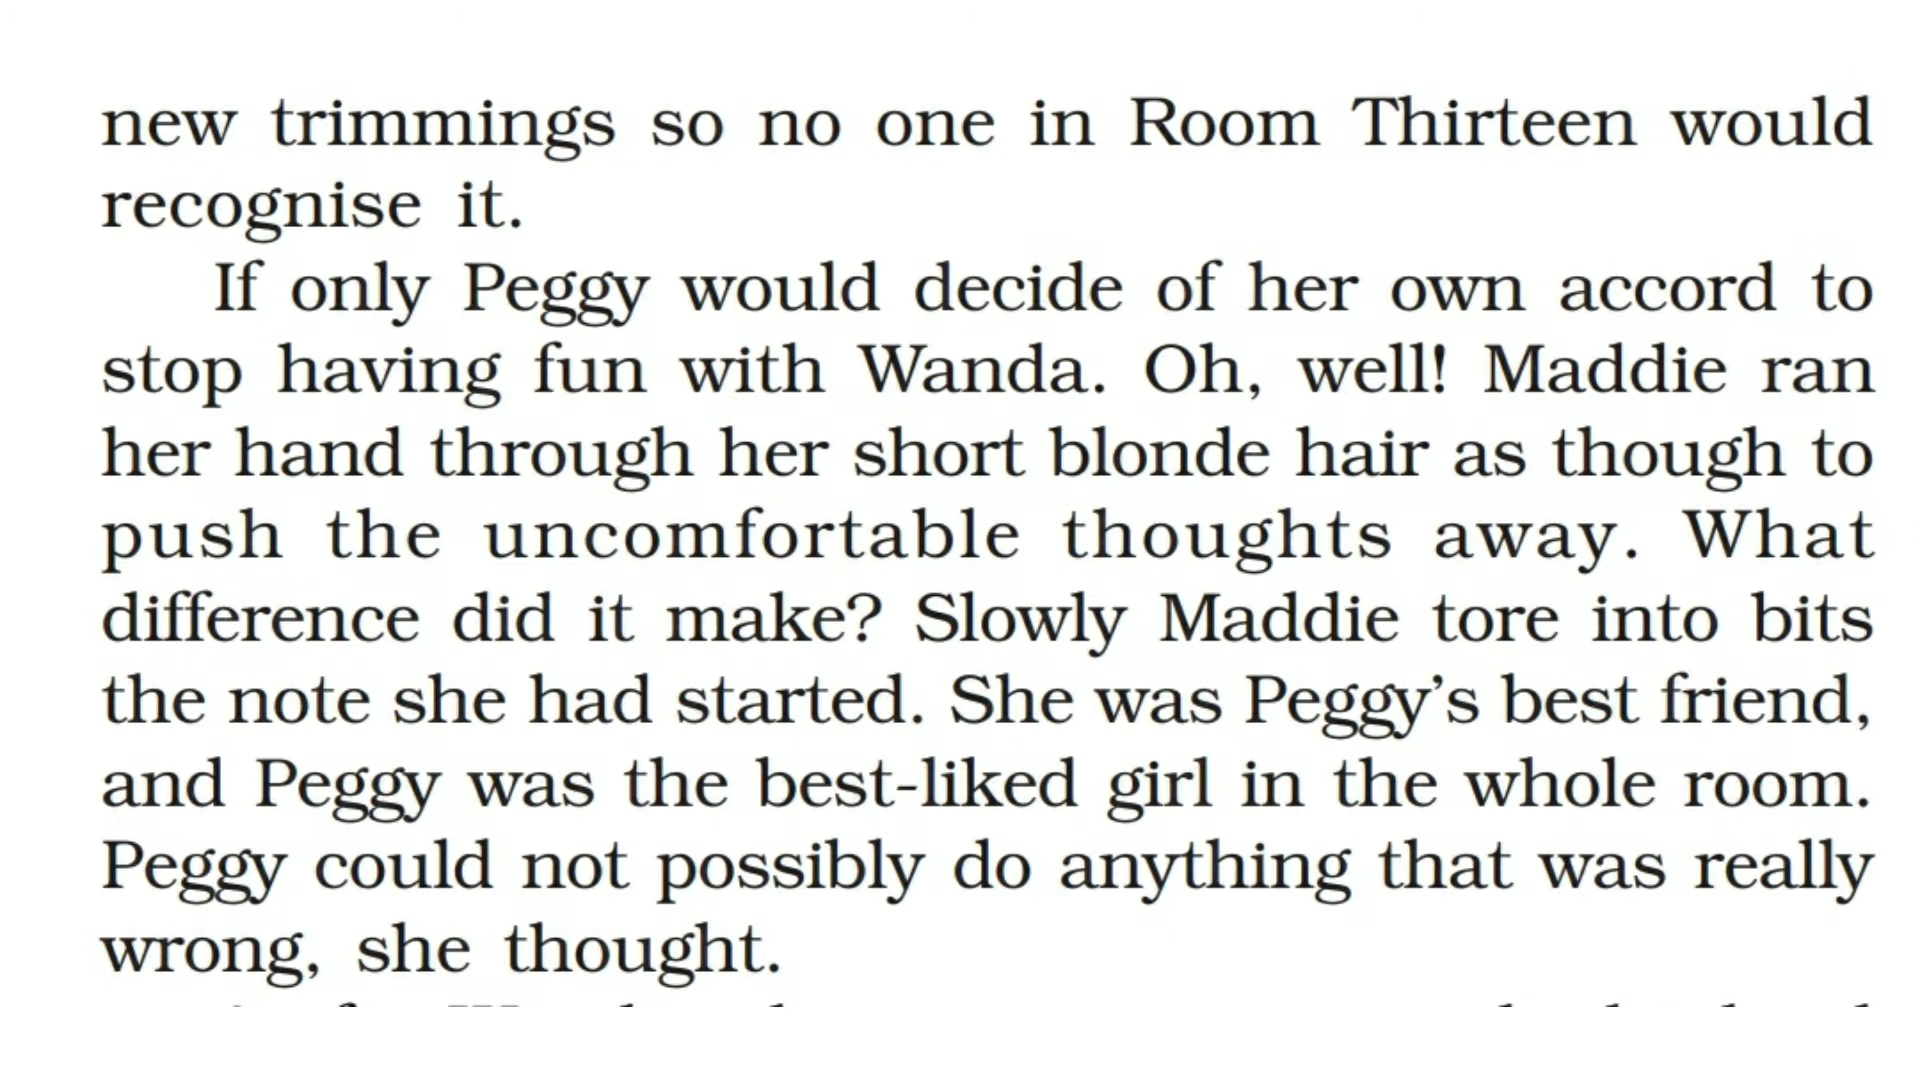 new trimmings so no one in Room Thirteen would
recognise it.
If only Peggy would decide of her own accord to
stop having fun with Wanda. Oh, well! Maddie ran
her hand through her short blonde hair as though to
push the uncomfortable thoughts away. What
difference did it make? Slowly Maddie tore into bits
the note she had started. She was Peggy’s best friend,
and Peggy was the best-liked girl in the whole room.
Peggy could not possibly do anything that was really
wrong, she thought.